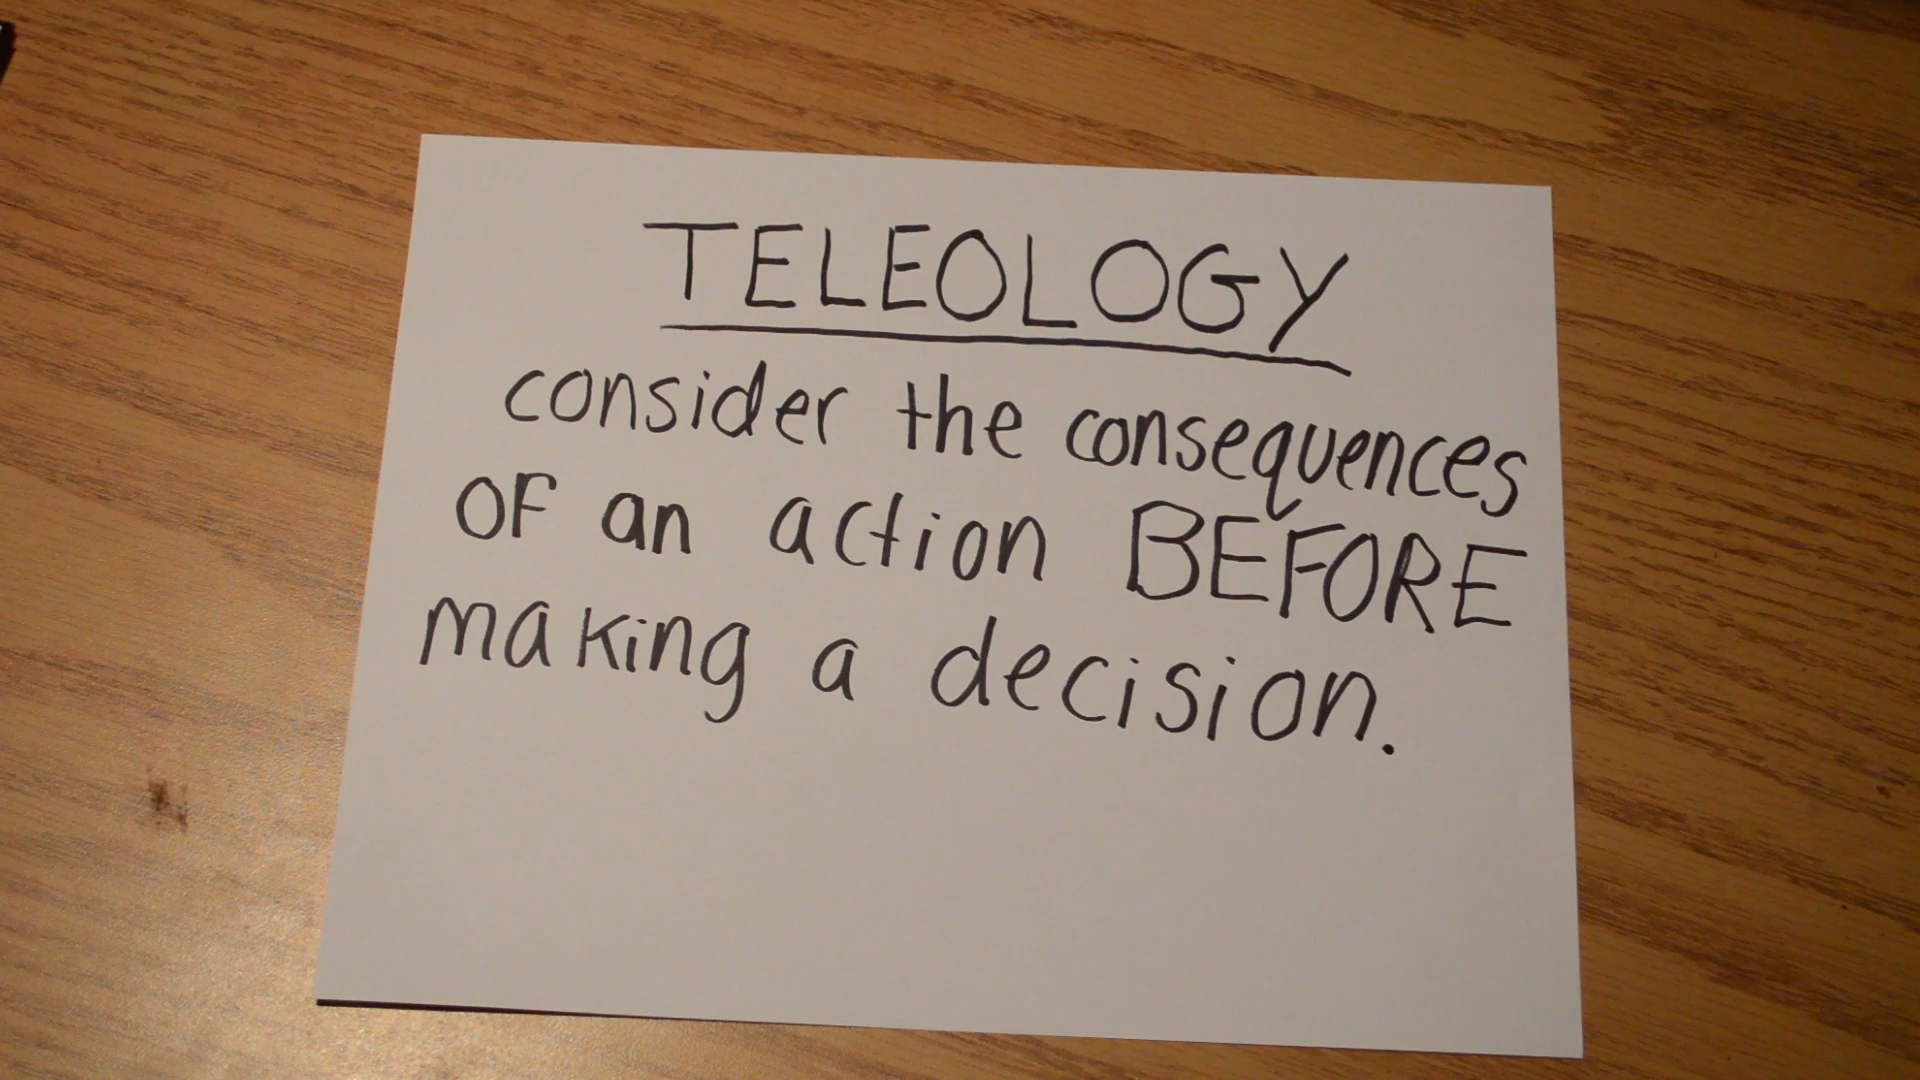 TELEOLOGY
consider the consequences
OF an action BEFORE
making a decision.